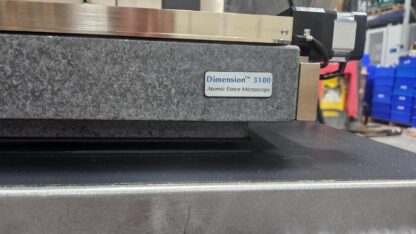 Dimension™ 3100
Atomic Force Microscope